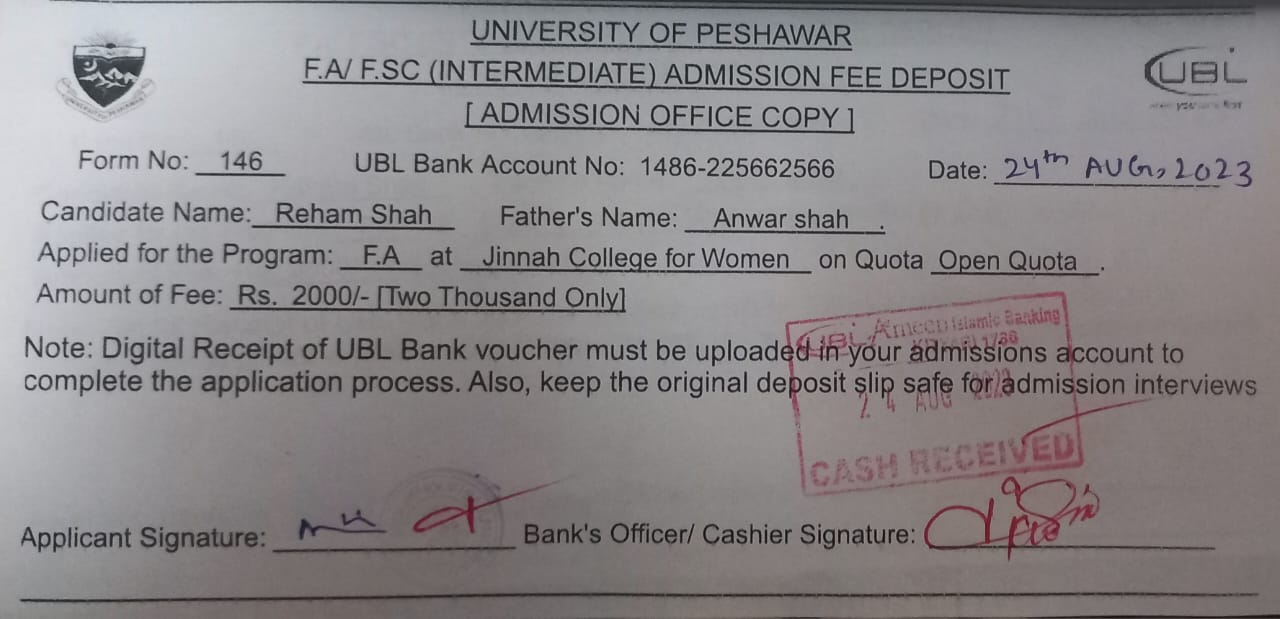 UNIVERSITY OF PESHAWAR
F.A/ F.SC (INTERMEDIATE) ADMISSION FEE DEPOSIT
[ ADMISSION OFFICE COPY ]
UBL
Form No: 146 UBL Bank Account No: 1486-225662566 Date: 24th AUG, 2023
Candidate Name: Reham Shah Father's Name: Anwar shah .
Applied for the Program: F.A at Jinnah College for Women on Quota Open Quota .
Amount of Fee: Rs. 2000/- [Two Thousand Only]
Note: Digital Receipt of UBL Bank voucher must be uploaded in your admissions account to
complete the application process. Also, keep the original deposit slip safe for admission interviews
UBL Ameen Islamic Banking
24 AUG 2023
CASH RECEIVED
Applicant Signature: Bank's Officer/ Cashier Signature: